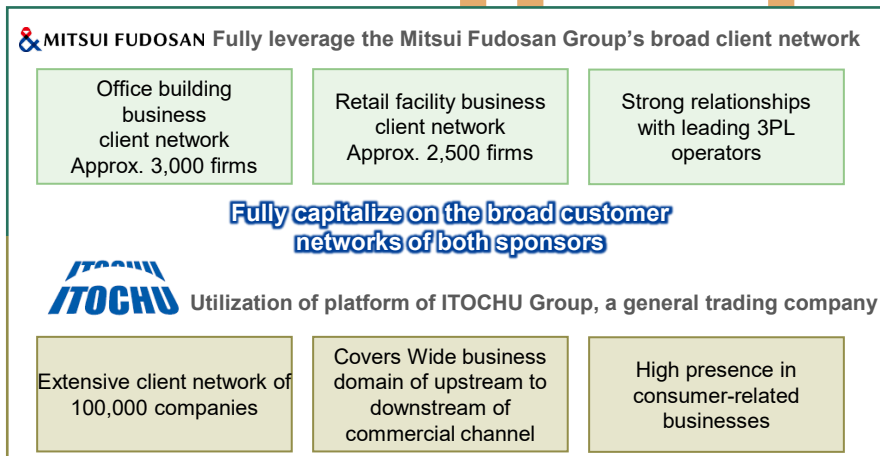 & MITSUI FUDOSAN Fully leverage the Mitsui Fudosan Group's broad client network
Office building
business
client network
Approx. 3,000 firms
Retail facility business
client network
Approx. 2,500 firms
Strong relationships
with leading 3PL
operators
Fully capitalize on the broad customer
networks of both sponsors
ITOCHU
ITOCHU Utilization of platform of ITOCHU Group, a general trading company
Extensive client network of
100,000 companies
Covers Wide business
domain of upstream to
downstream of
commercial channel
High presence in
consumer-related
businesses